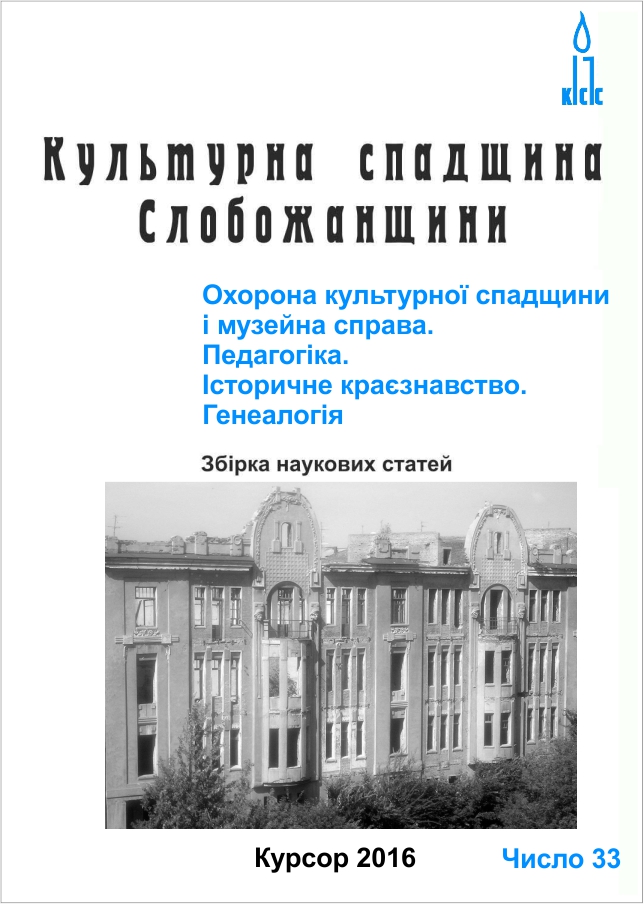 КІСС
Культурна спадщина
Слобожанщини
Охорона культурної спадщини
і музейна справа.
Педагогіка.
Історичне краєзнавство.
Генеалогія
Збірка наукових статей
Курсор 2016
Число 33